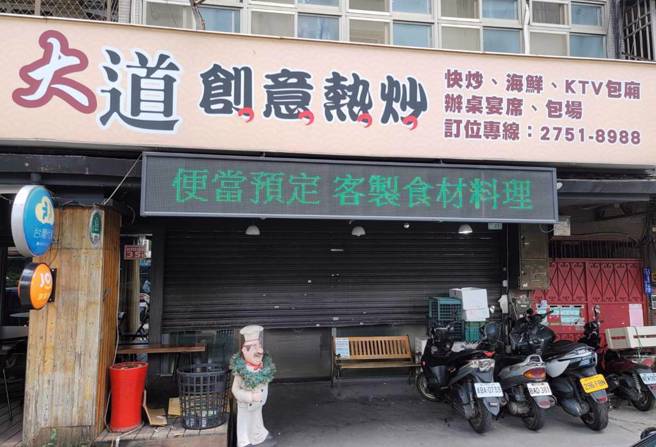 大道 創意熱炒
快炒、海鮮、KTV包廂
辦桌宴席、包場
訂位專線：2751-8988
便當預定 客製食材料理